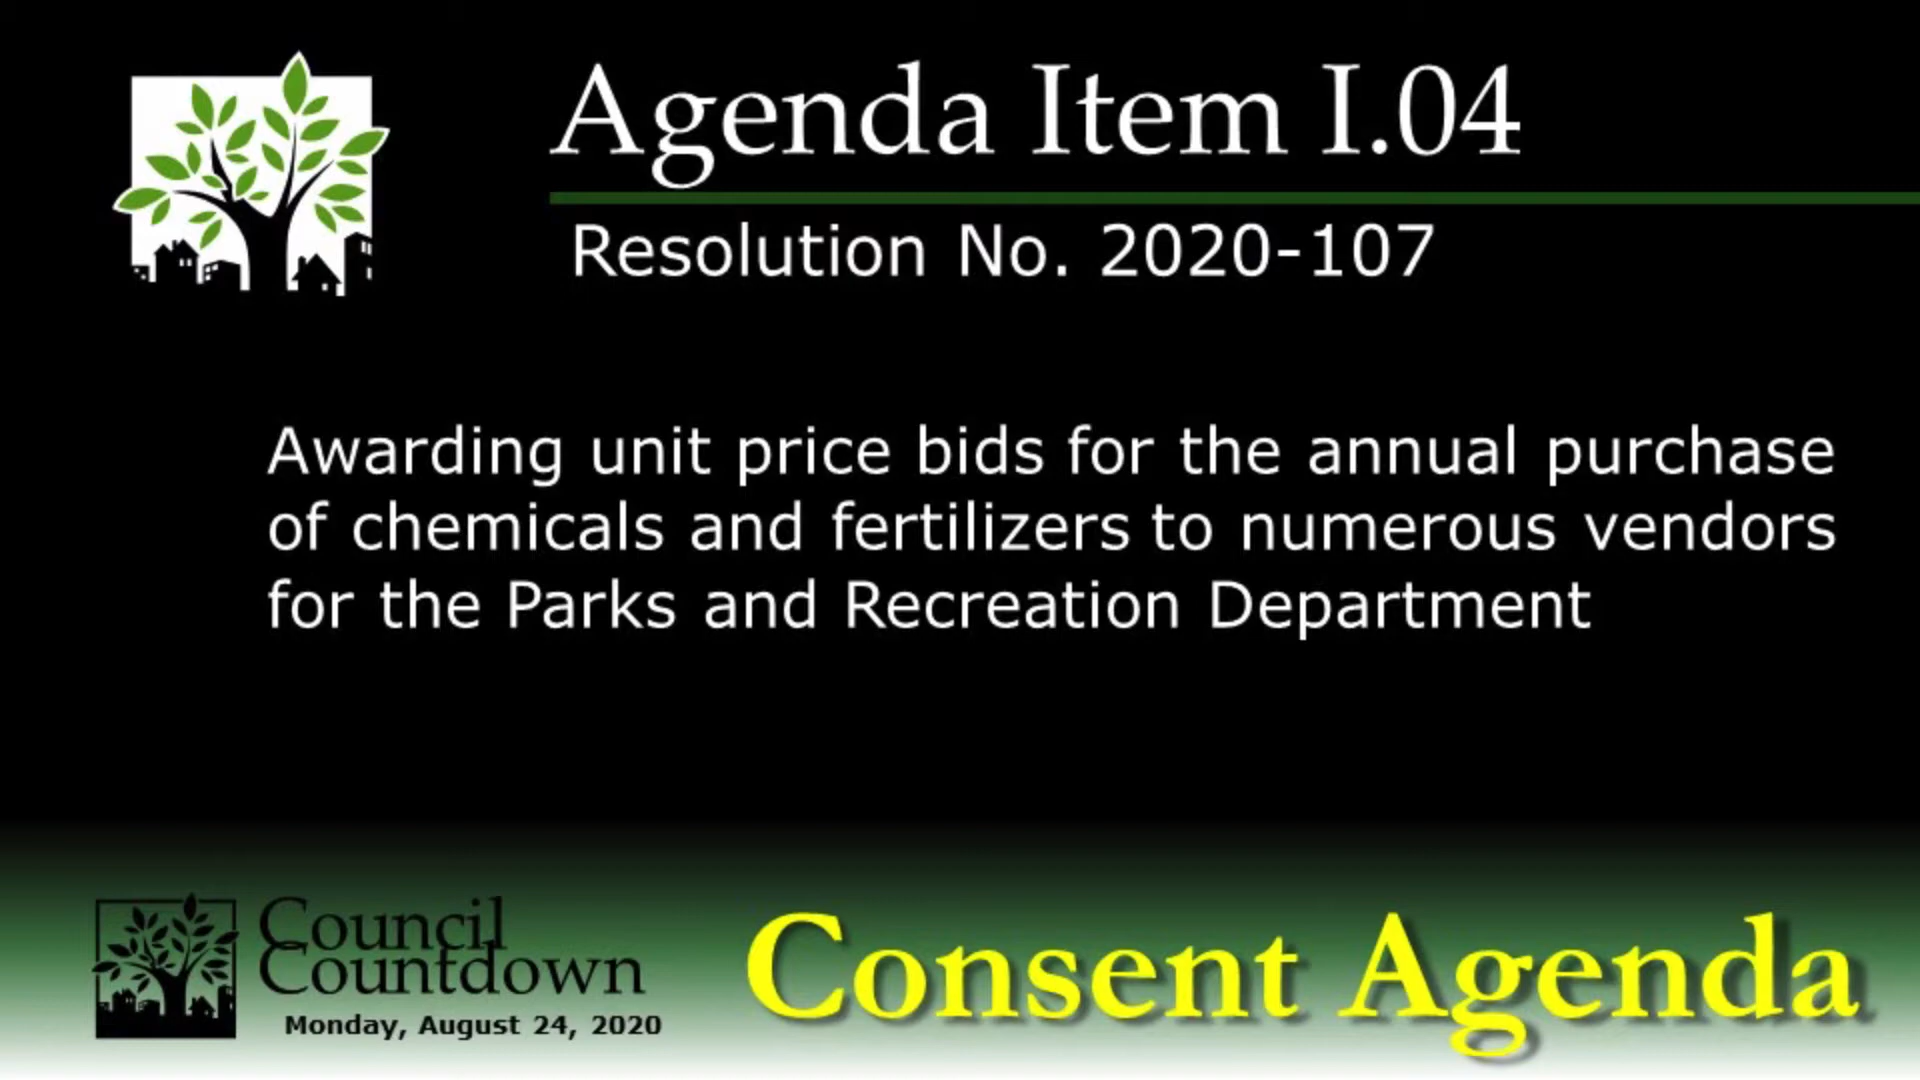 Agenda Item I.04
Resolution No. 2020-107
Awarding unit price bids for the annual purchase
of chemicals and fertilizers to numerous vendors
for the Parks and Recreation Department
Council
Countdown
Monday, August 24, 2020
Consent Agenda